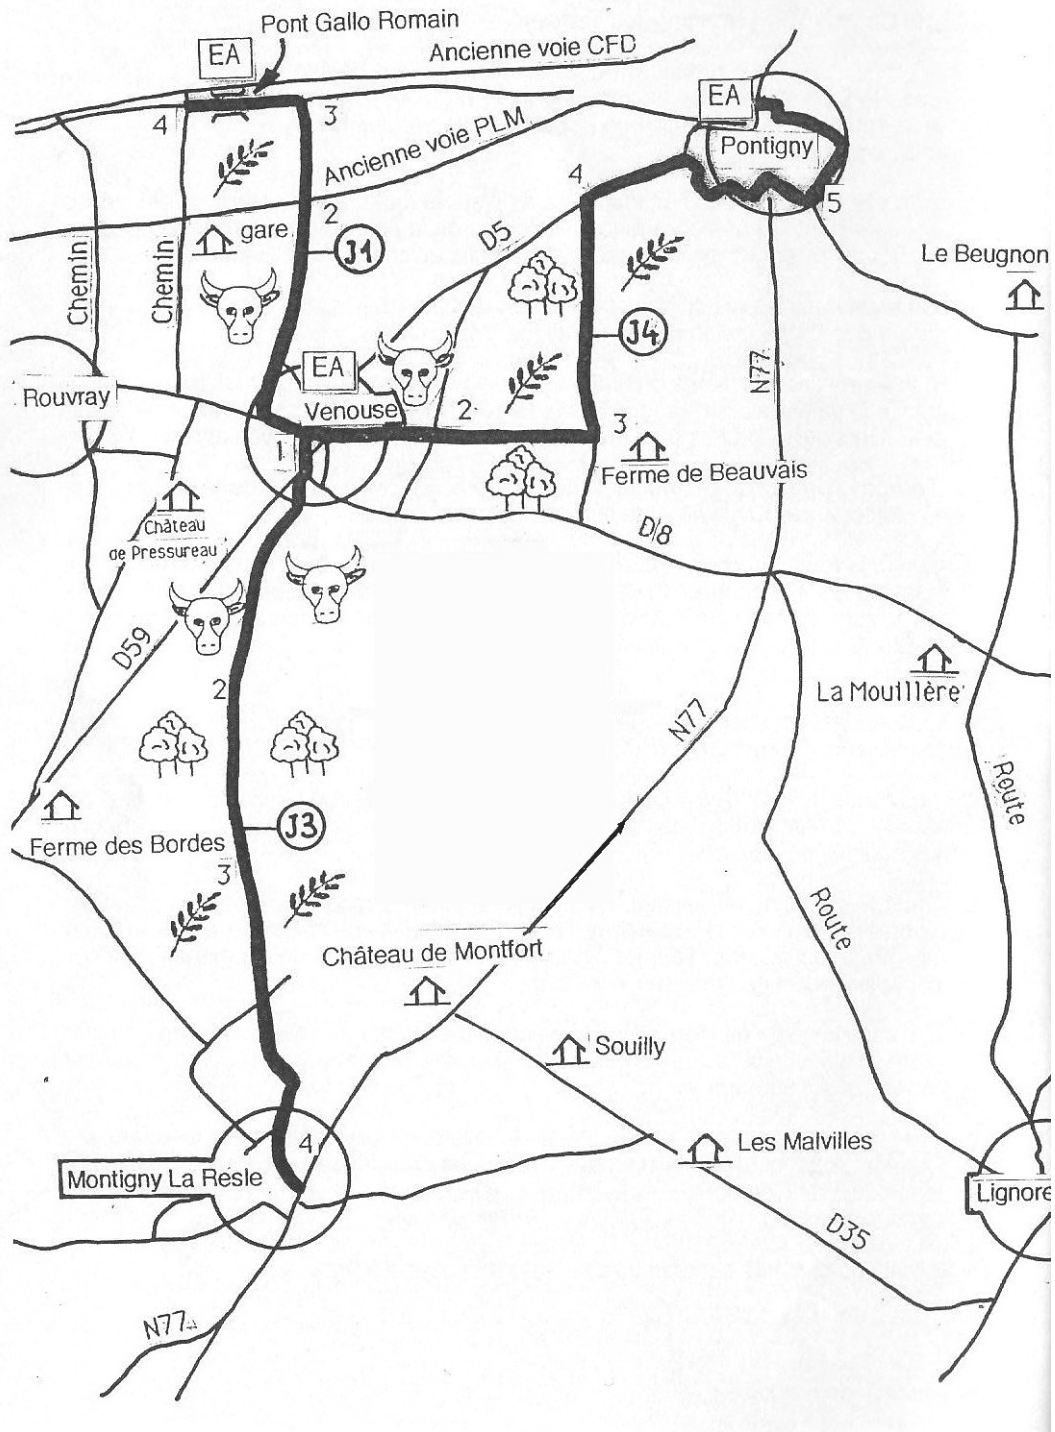 Pont Gallo Romain
EA
Ancienne voie CFD
EA
4
3
Ancienne voie PLM
Pontigny
4
2
5
gare
J1
D5
Le Beugnon
Chemin
Chemin
J4
EA
N77
Rouvray
Venouse
2
3
1
Ferme de Beauvais
Château
de Pressureau
D/8
D59
2
La Mouillère
N77
Route
J3
Ferme des Bordes
3
Route
Château de Montfort
Souilly
4
Les Malvilles
Montigny La Resle
Lignore
D35
N77